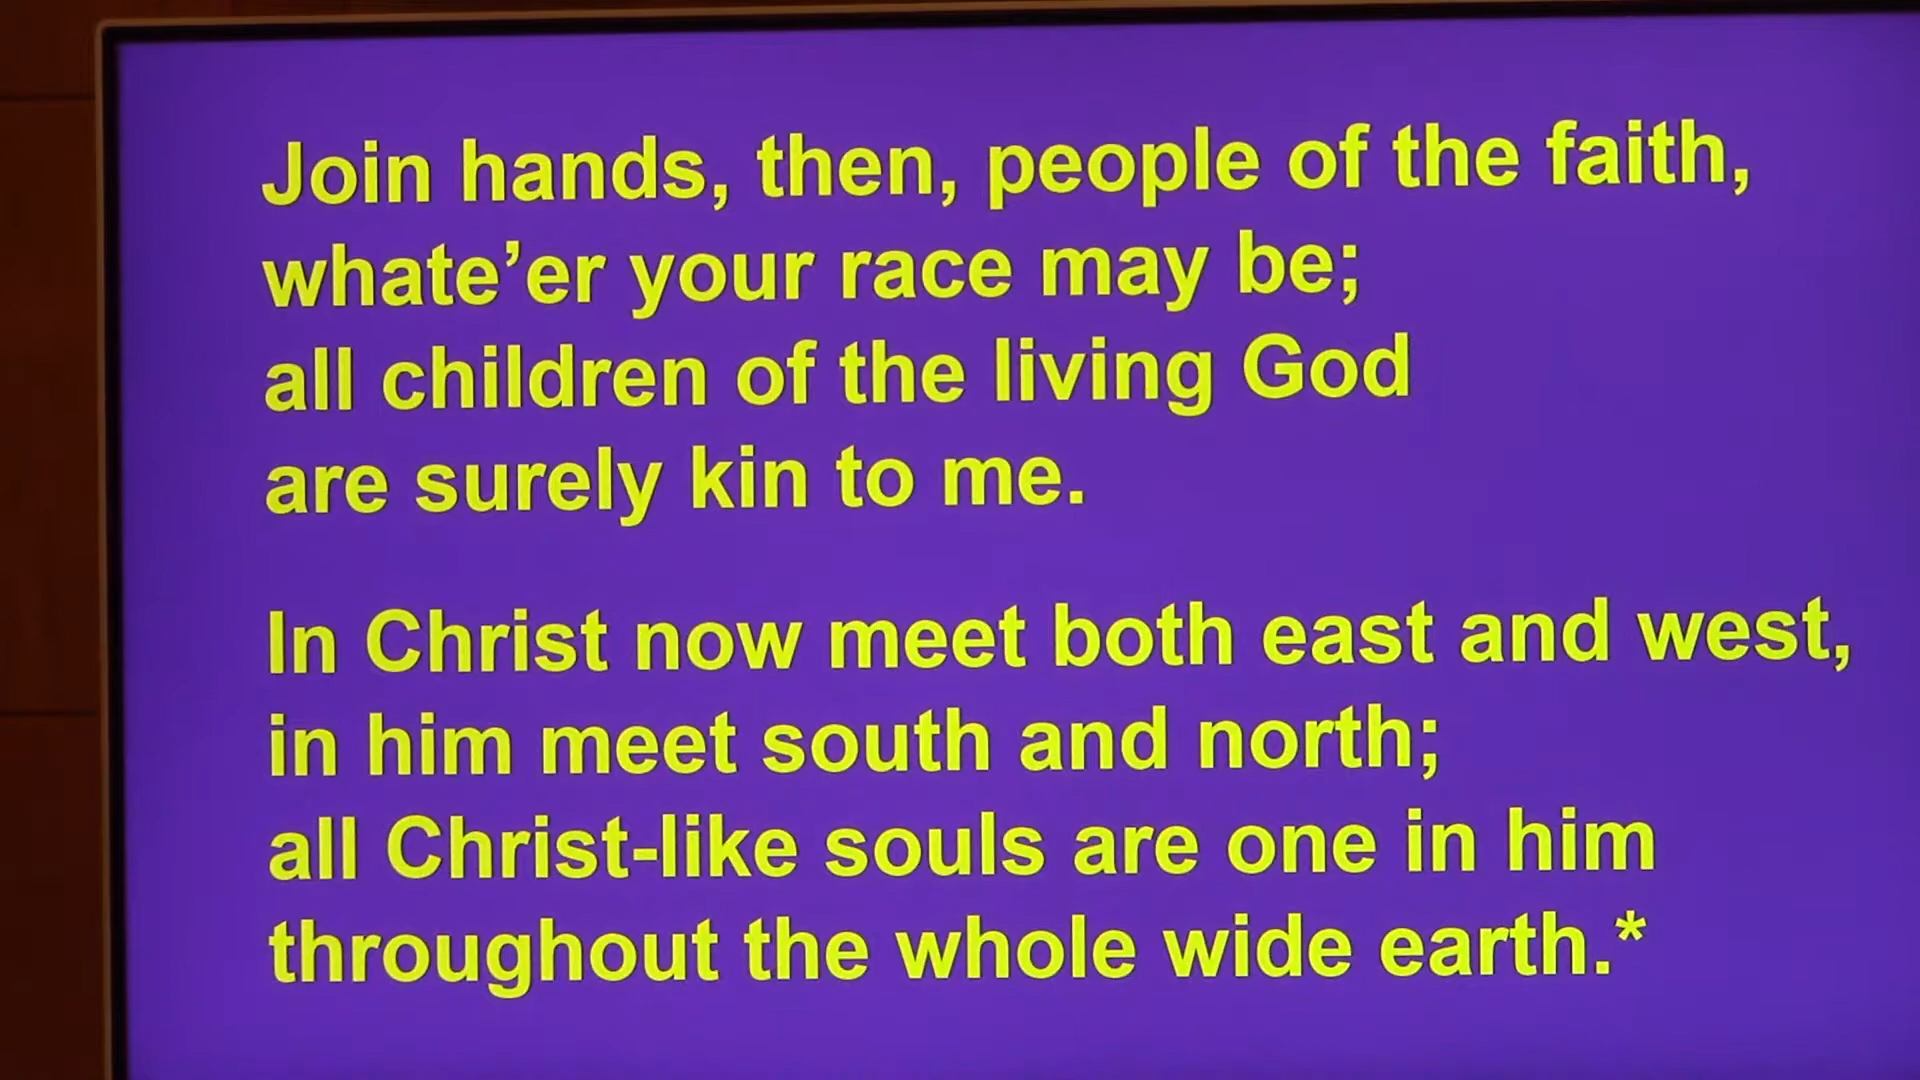 Join hands, then, people of the faith,
whate’er your race may be;
all children of the living God
are surely kin to me.
In Christ now meet both east and west,
in him meet south and north;
all Christ-like souls are one in him
throughout the whole wide earth.*